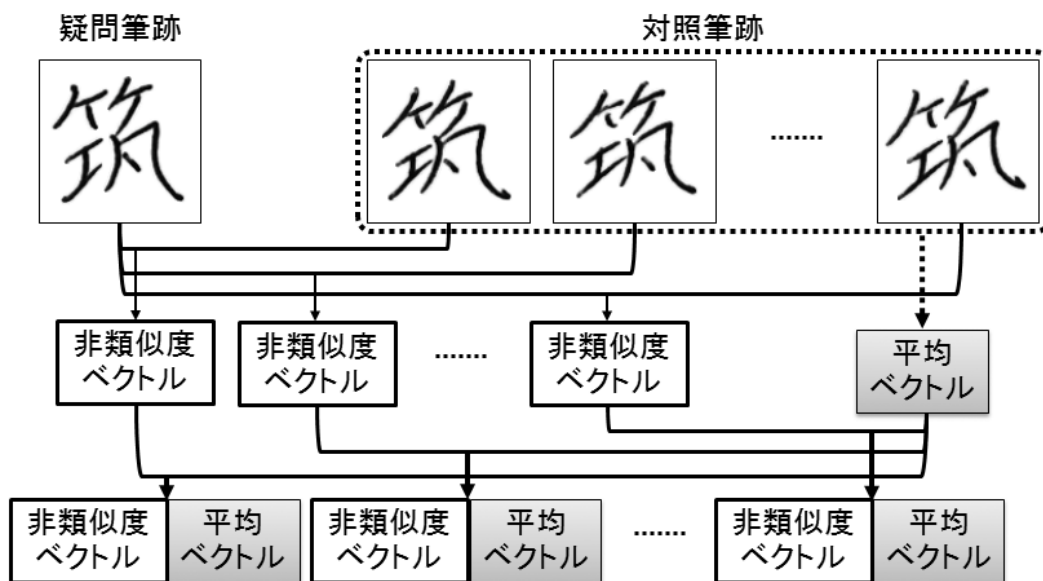 疑問筆跡
対照筆跡
筑
筑
筑
.......
筑
非類似度
ベクトル
非類似度
ベクトル
.......
非類似度
ベクトル
平均
ベクトル
非類似度
ベクトル
平均
ベクトル
非類似度
ベクトル
平均
ベクトル
.......
非類似度
ベクトル
平均
ベクトル